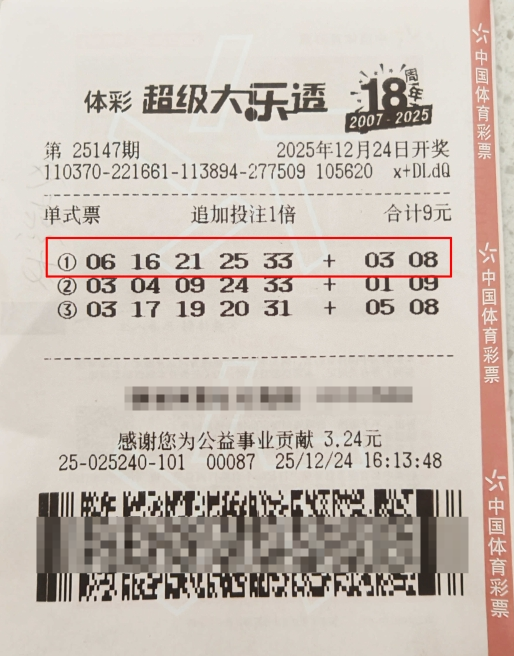 体彩 超级大乐透 18周年
2007-2025
第 25147期 2025年12月24日开奖
110370-221661-113894-277509 105620 x+DLdQ
单式票 追加投注1倍 合计9元
① 06 16 21 25 33 + 03 08
② 03 04 09 24 33 + 01 09
③ 03 17 19 20 31 + 05 08
感谢您为公益事业贡献 3.24元
25-025240-101 00087 25/12/24 16:13:48
中国体育彩票
中国体育彩票
中国体育彩票